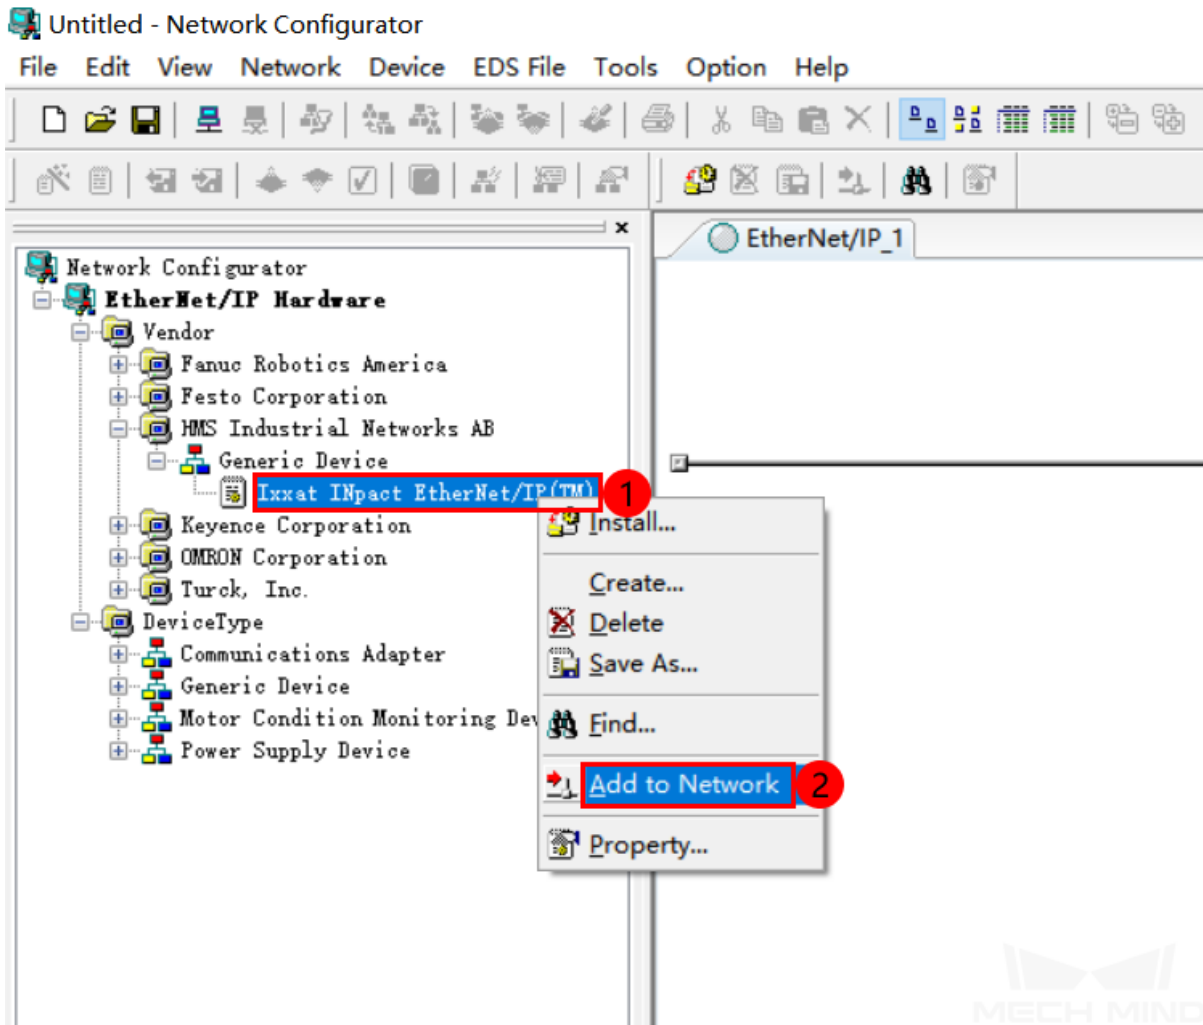 Untitled - Network Configurator
File Edit View Network Device EDS File Tools Option Help
EtherNet/IP_1
Network Configurator
EtherNet/IP Hardware
Vendor
Fanuc Robotics America
Festo Corporation
HMS Industrial Networks AB
Generic Device
Ixxat INpact EtherNet/IP(TM)
1
Install...
Keyence Corporation
OMRON Corporation
Create...
Turck, Inc.
DeviceType
Delete
Communications Adapter
Save As...
Generic Device
Motor Condition Monitoring Dev
Find...
Power Supply Device
Add to Network
2
Property...
MECH MIND